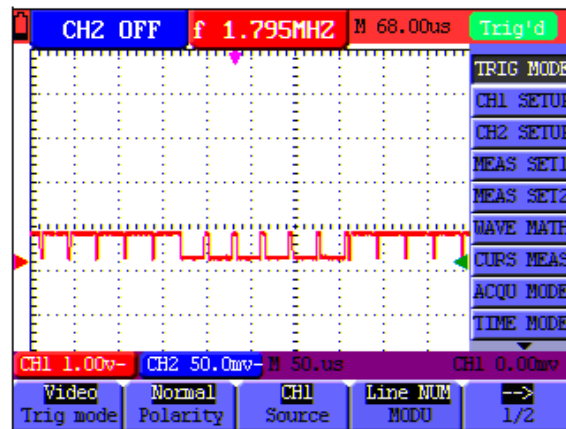 CH2 OFF f 1.795MHZ M 68.00us Trig'd
TRIG MODE
CH1 SETUP
CH2 SETUP
MEAS SET1
MEAS SET2
WAVE MATH
CURS MEAS
ACQU MODE
TIME MODE
CH1 1.00v- CH2 50.0mv- M 50.us CH1 0.00mv
Video Normal CH1 Line NUM -->
Trig mode Polarity Source MODU 1/2